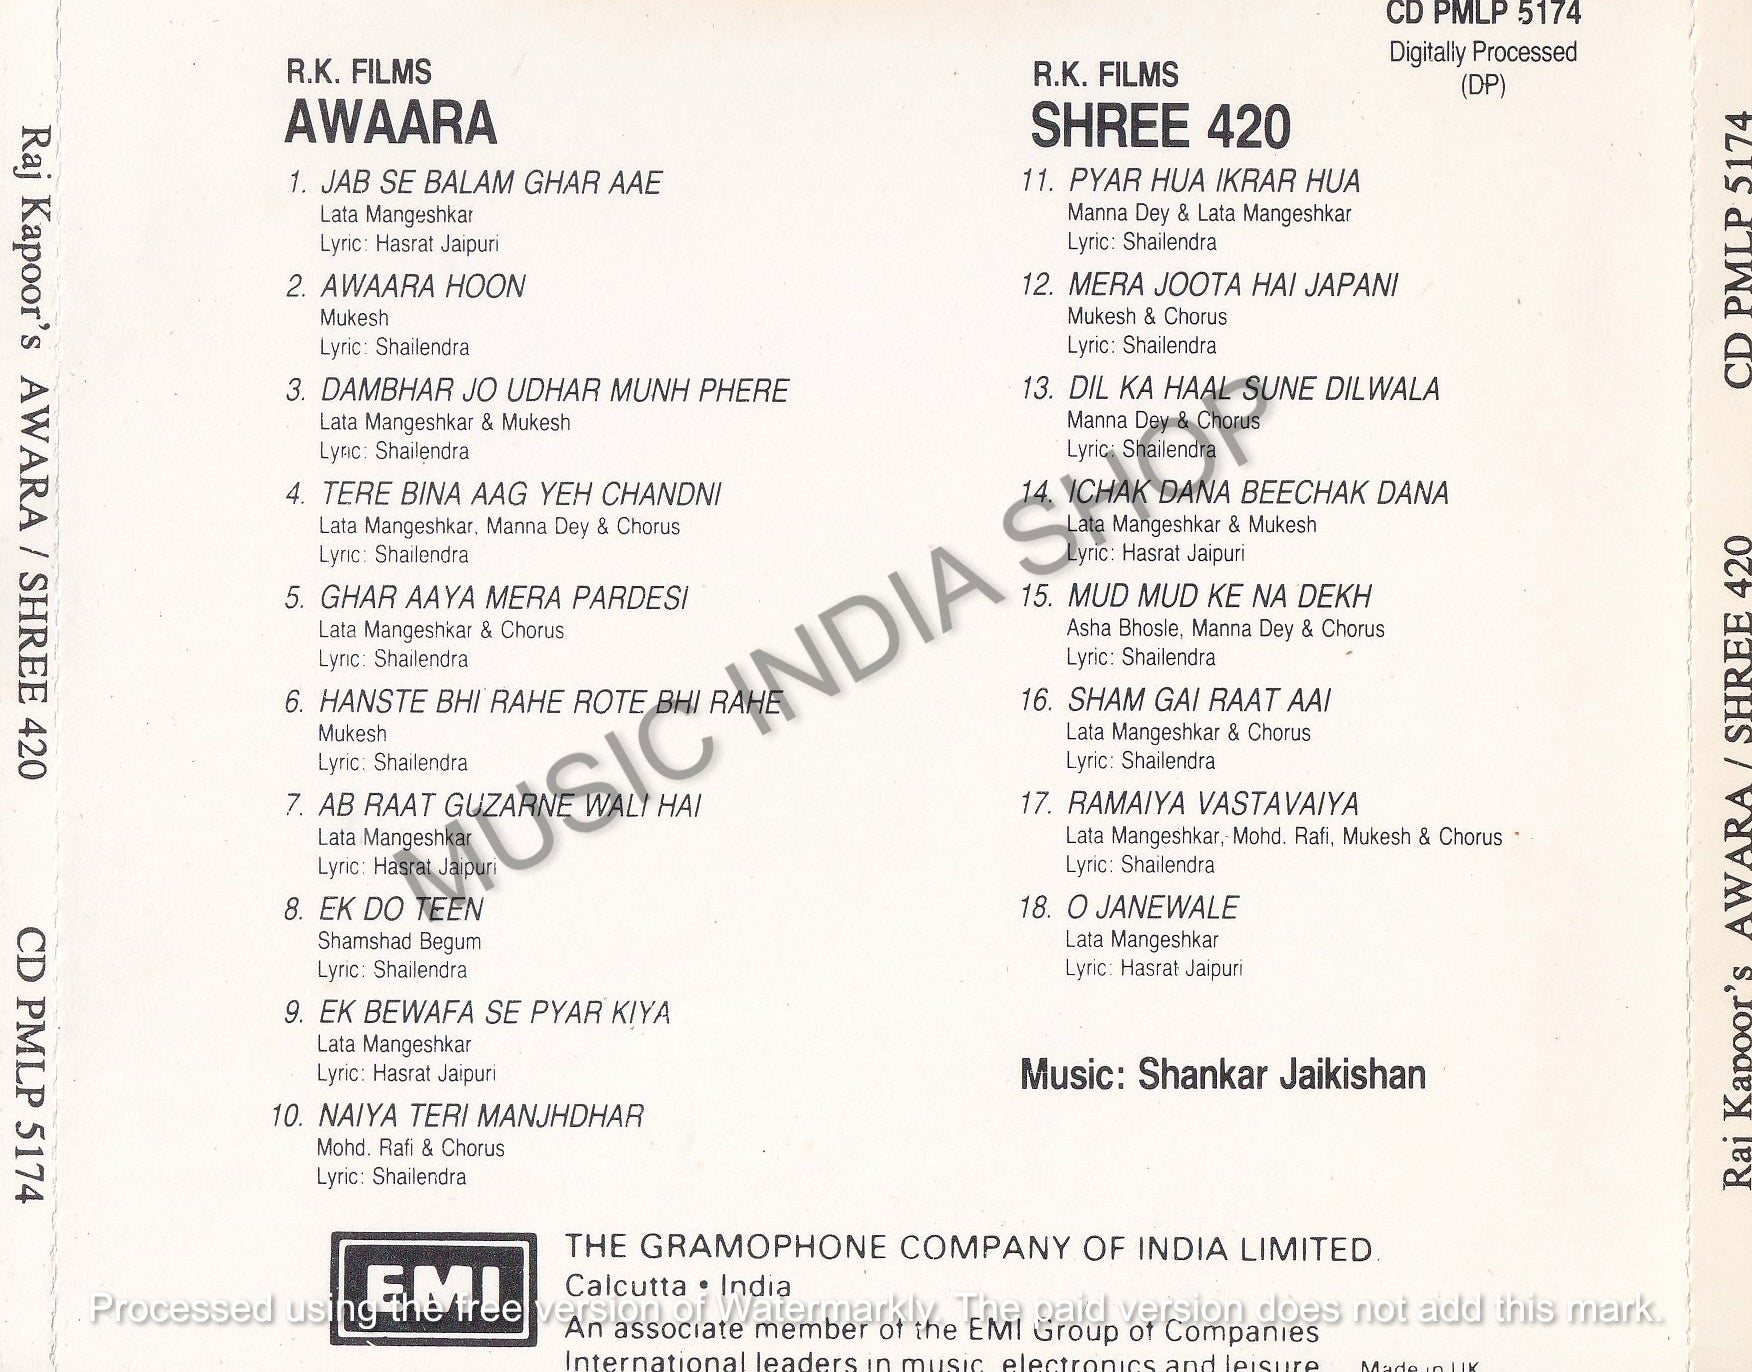 CD PMLP 5174
Digitally Processed
(DP)
R.K. FILMS
AWAARA
1. JAB SE BALAM GHAR AAE
Lata Mangeshkar
Lyric: Hasrat Jaipuri
2. AWAARA HOON
Mukesh
Lyric: Shailendra
3. DAMBHAR JO UDHAR MUNH PHERE
Lata Mangeshkar & Mukesh
Lyric: Shailendra
4. TERE BINA AAG YEH CHANDNI
Lata Mangeshkar, Manna Dey & Chorus
Lyric: Shailendra
5. GHAR AAYA MERA PARDESI
Lata Mangeshkar & Chorus
Lyric: Shailendra
6. HANSTE BHI RAHE ROTE BHI RAHE
Mukesh
Lyric: Shailendra
7. AB RAAT GUZARNE WALI HAI
Lata Mangeshkar
Lyric: Hasrat Jaipuri
8. EK DO TEEN
Shamshad Begum
Lyric: Shailendra
9. EK BEWAFA SE PYAR KIYA
Lata Mangeshkar
Lyric: Hasrat Jaipuri
10. NAIYA TERI MANJHDHAR
Mohd. Rafi & Chorus
Lyric: Shailendra
R.K. FILMS
SHREE 420
11. PYAR HUA IKRAR HUA
Manna Dey & Lata Mangeshkar
Lyric: Shailendra
12. MERA JOOTA HAI JAPANI
Mukesh & Chorus
Lyric: Shailendra
13. DIL KA HAAL SUNE DILWALA
Manna Dey & Chorus
Lyric: Shailendra
14. ICHAK DANA BEECHAK DANA
Lata Mangeshkar & Mukesh
Lyric: Hasrat Jaipuri
15. MUD MUD KE NA DEKH
Asha Bhosle, Manna Dey & Chorus
Lyric: Shailendra
16. SHAM GAI RAAT AAI
Lata Mangeshkar & Chorus
Lyric: Shailendra
17. RAMAIYA VASTAVAIYA
Lata Mangeshkar, Mohd. Rafi, Mukesh & Chorus
Lyric: Shailendra
18. O JANEWALE
Lata Mangeshkar
Lyric: Hasrat Jaipuri
Music: Shankar Jaikishan
EMI
THE GRAMOPHONE COMPANY OF INDIA LIMITED.
Calcutta • India
An associate member of the EMI Group of Companies
International leaders in music, electronics and leisure
Made in UK
Raj Kapoor's AWARA / SHREE 420 CD PMLP 5174
Raj Kapoor's AWARA / SHREE 420 CD PMLP 5174
MUSIC INDIA SHOP
Processed using the free version of Watermarkly. The paid version does not add this mark.